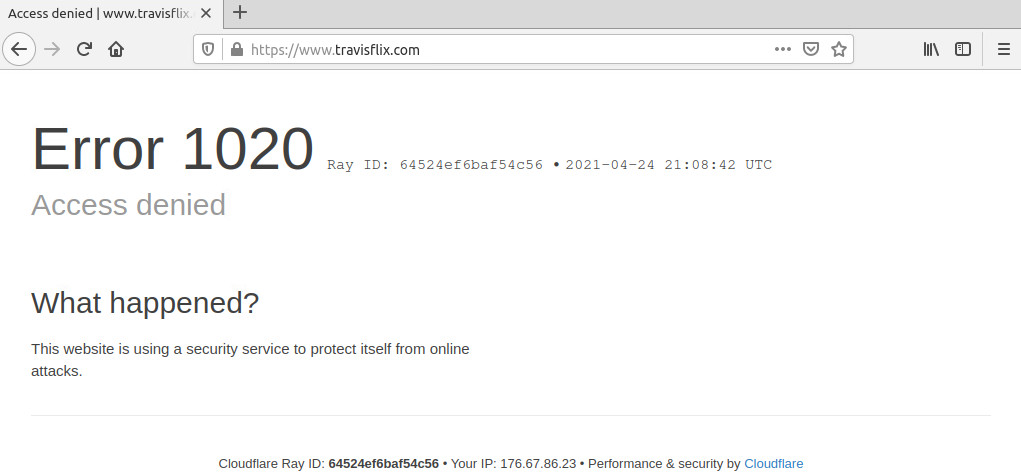 Access denied | www.travisflix.
https://www.travisflix.com
Error 1020 Ray ID: 64524ef6baf54c56 • 2021-04-24 21:08:42 UTC
Access denied
What happened?
This website is using a security service to protect itself from online
attacks.
Cloudflare Ray ID: 64524ef6baf54c56 • Your IP: 176.67.86.23 • Performance & security by Cloudflare